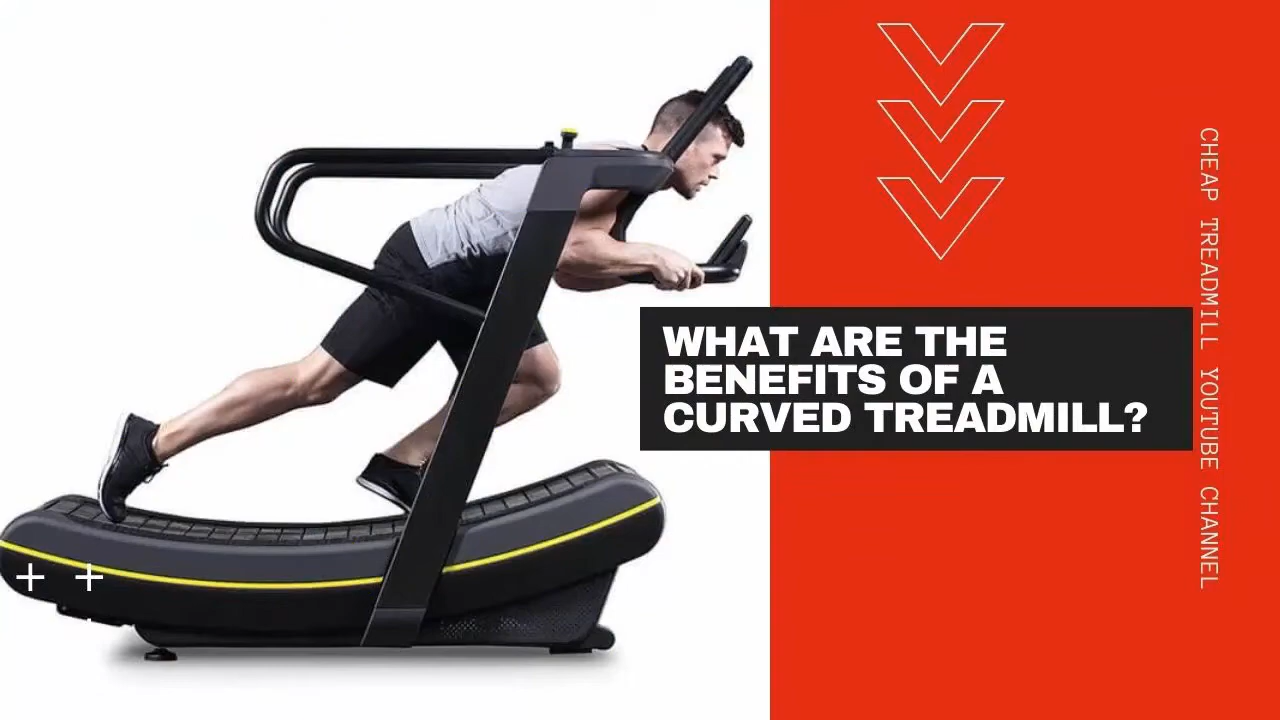 WHAT ARE THE
BENEFITS OF A
CURVED TREADMILL?
CHEAP TREADMILL YOUTUBE CHANNEL